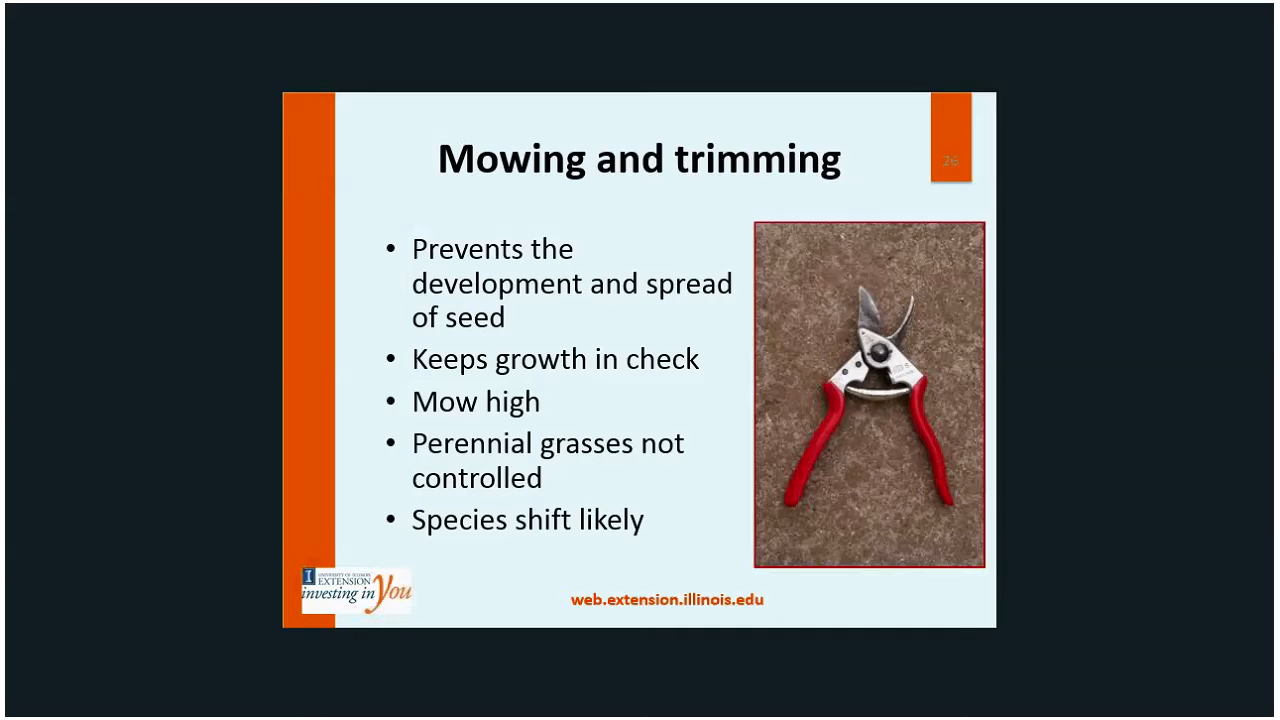 Mowing and trimming
26
• Prevents the
development and spread
of seed
• Keeps growth in check
• Mow high
• Perennial grasses not
controlled
• Species shift likely
I
UNIVERSITY OF ILLINOIS
EXTENSION
investing in you
web.extension.illinois.edu